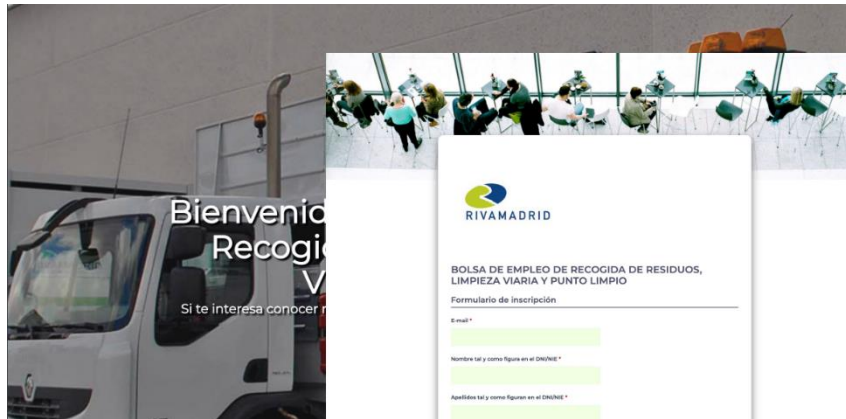 Bienvenid
Recogi
V
Si te interesa conocer
RIVAMADRID
BOLSA DE EMPLEO DE RECOGIDA DE RESIDUOS,
LIMPIEZA VIARIA Y PUNTO LIMPIO
Formulario de inscripción
E-mail *
Nombre tal y como figura en el DNI/NIE *
Apellidos tal y como figuran en el DNI/NIE *